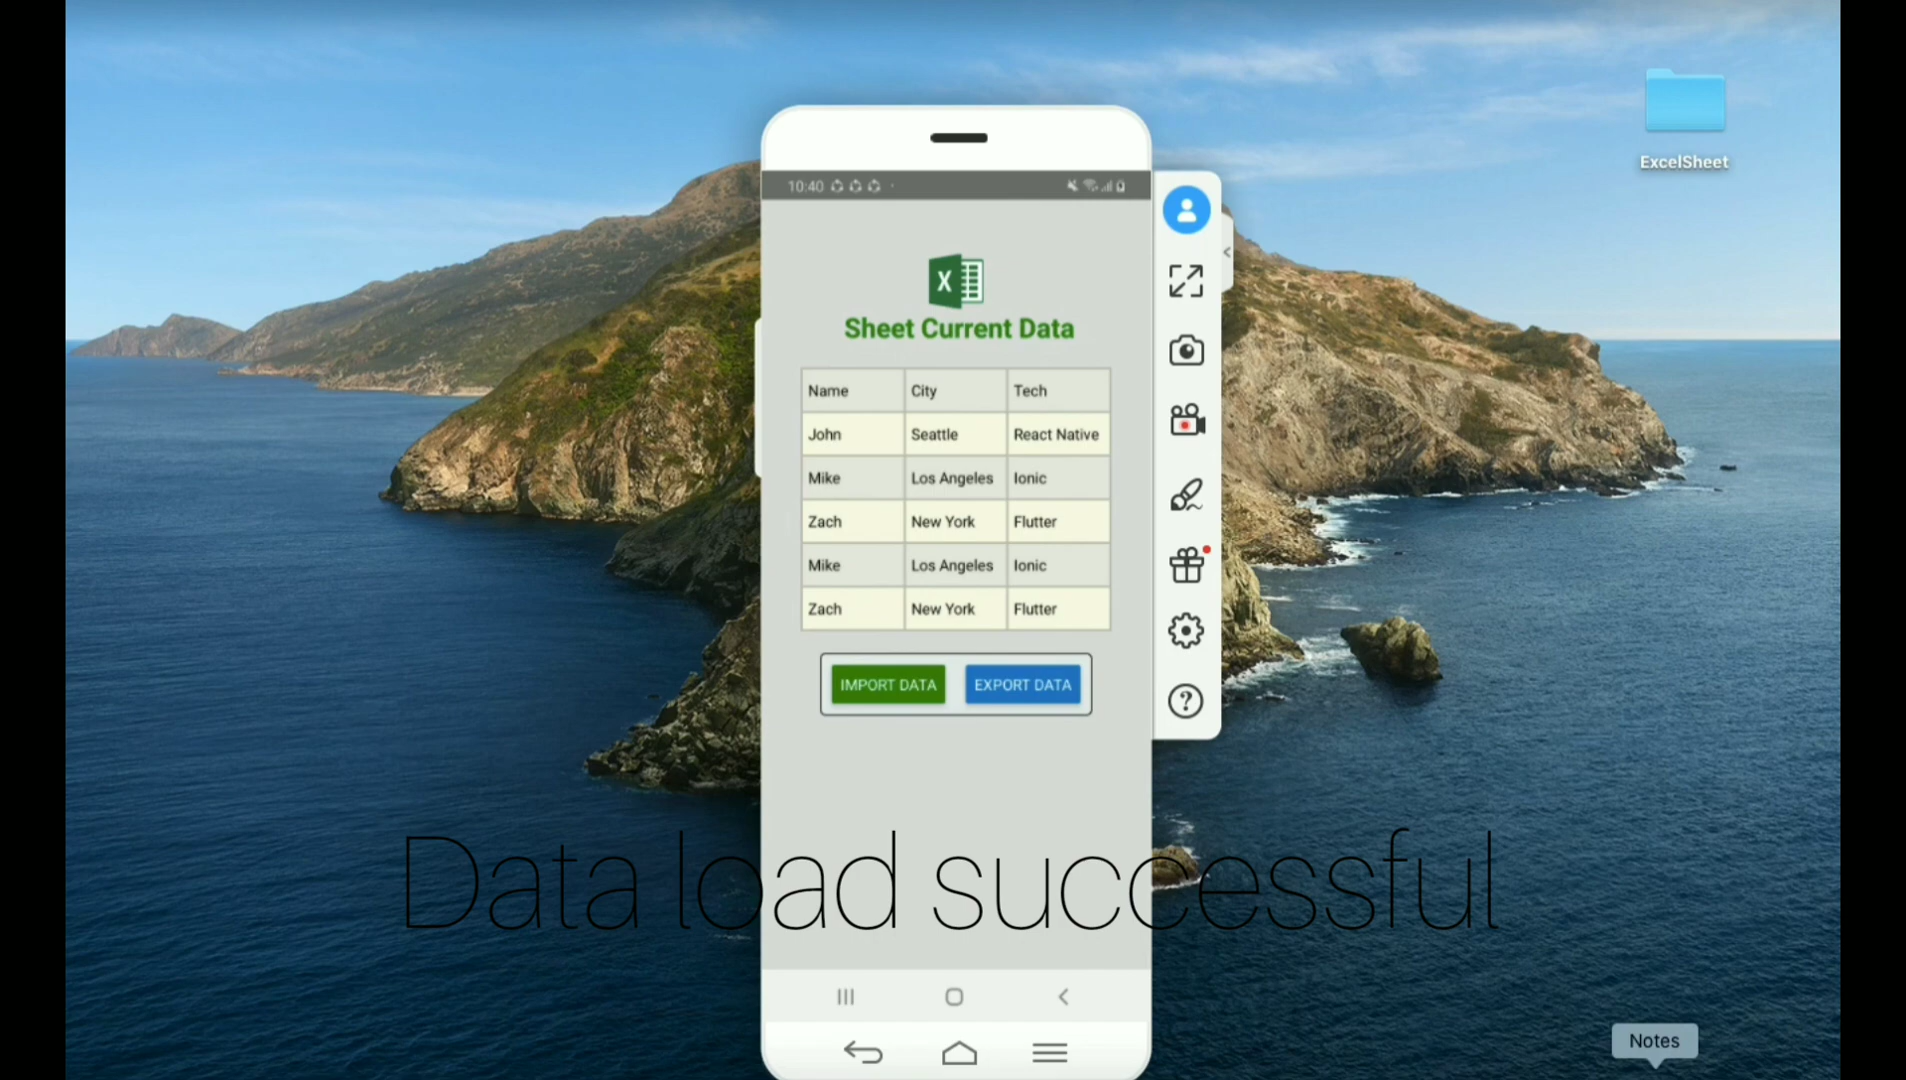 ExcelSheet
10:40
X
Sheet Current Data
Name City Tech
John Seattle React Native
Mike Los Angeles Ionic
Zach New York Flutter
Mike Los Angeles Ionic
Zach New York Flutter
IMPORT DATA EXPORT DATA
Data load successful
Notes